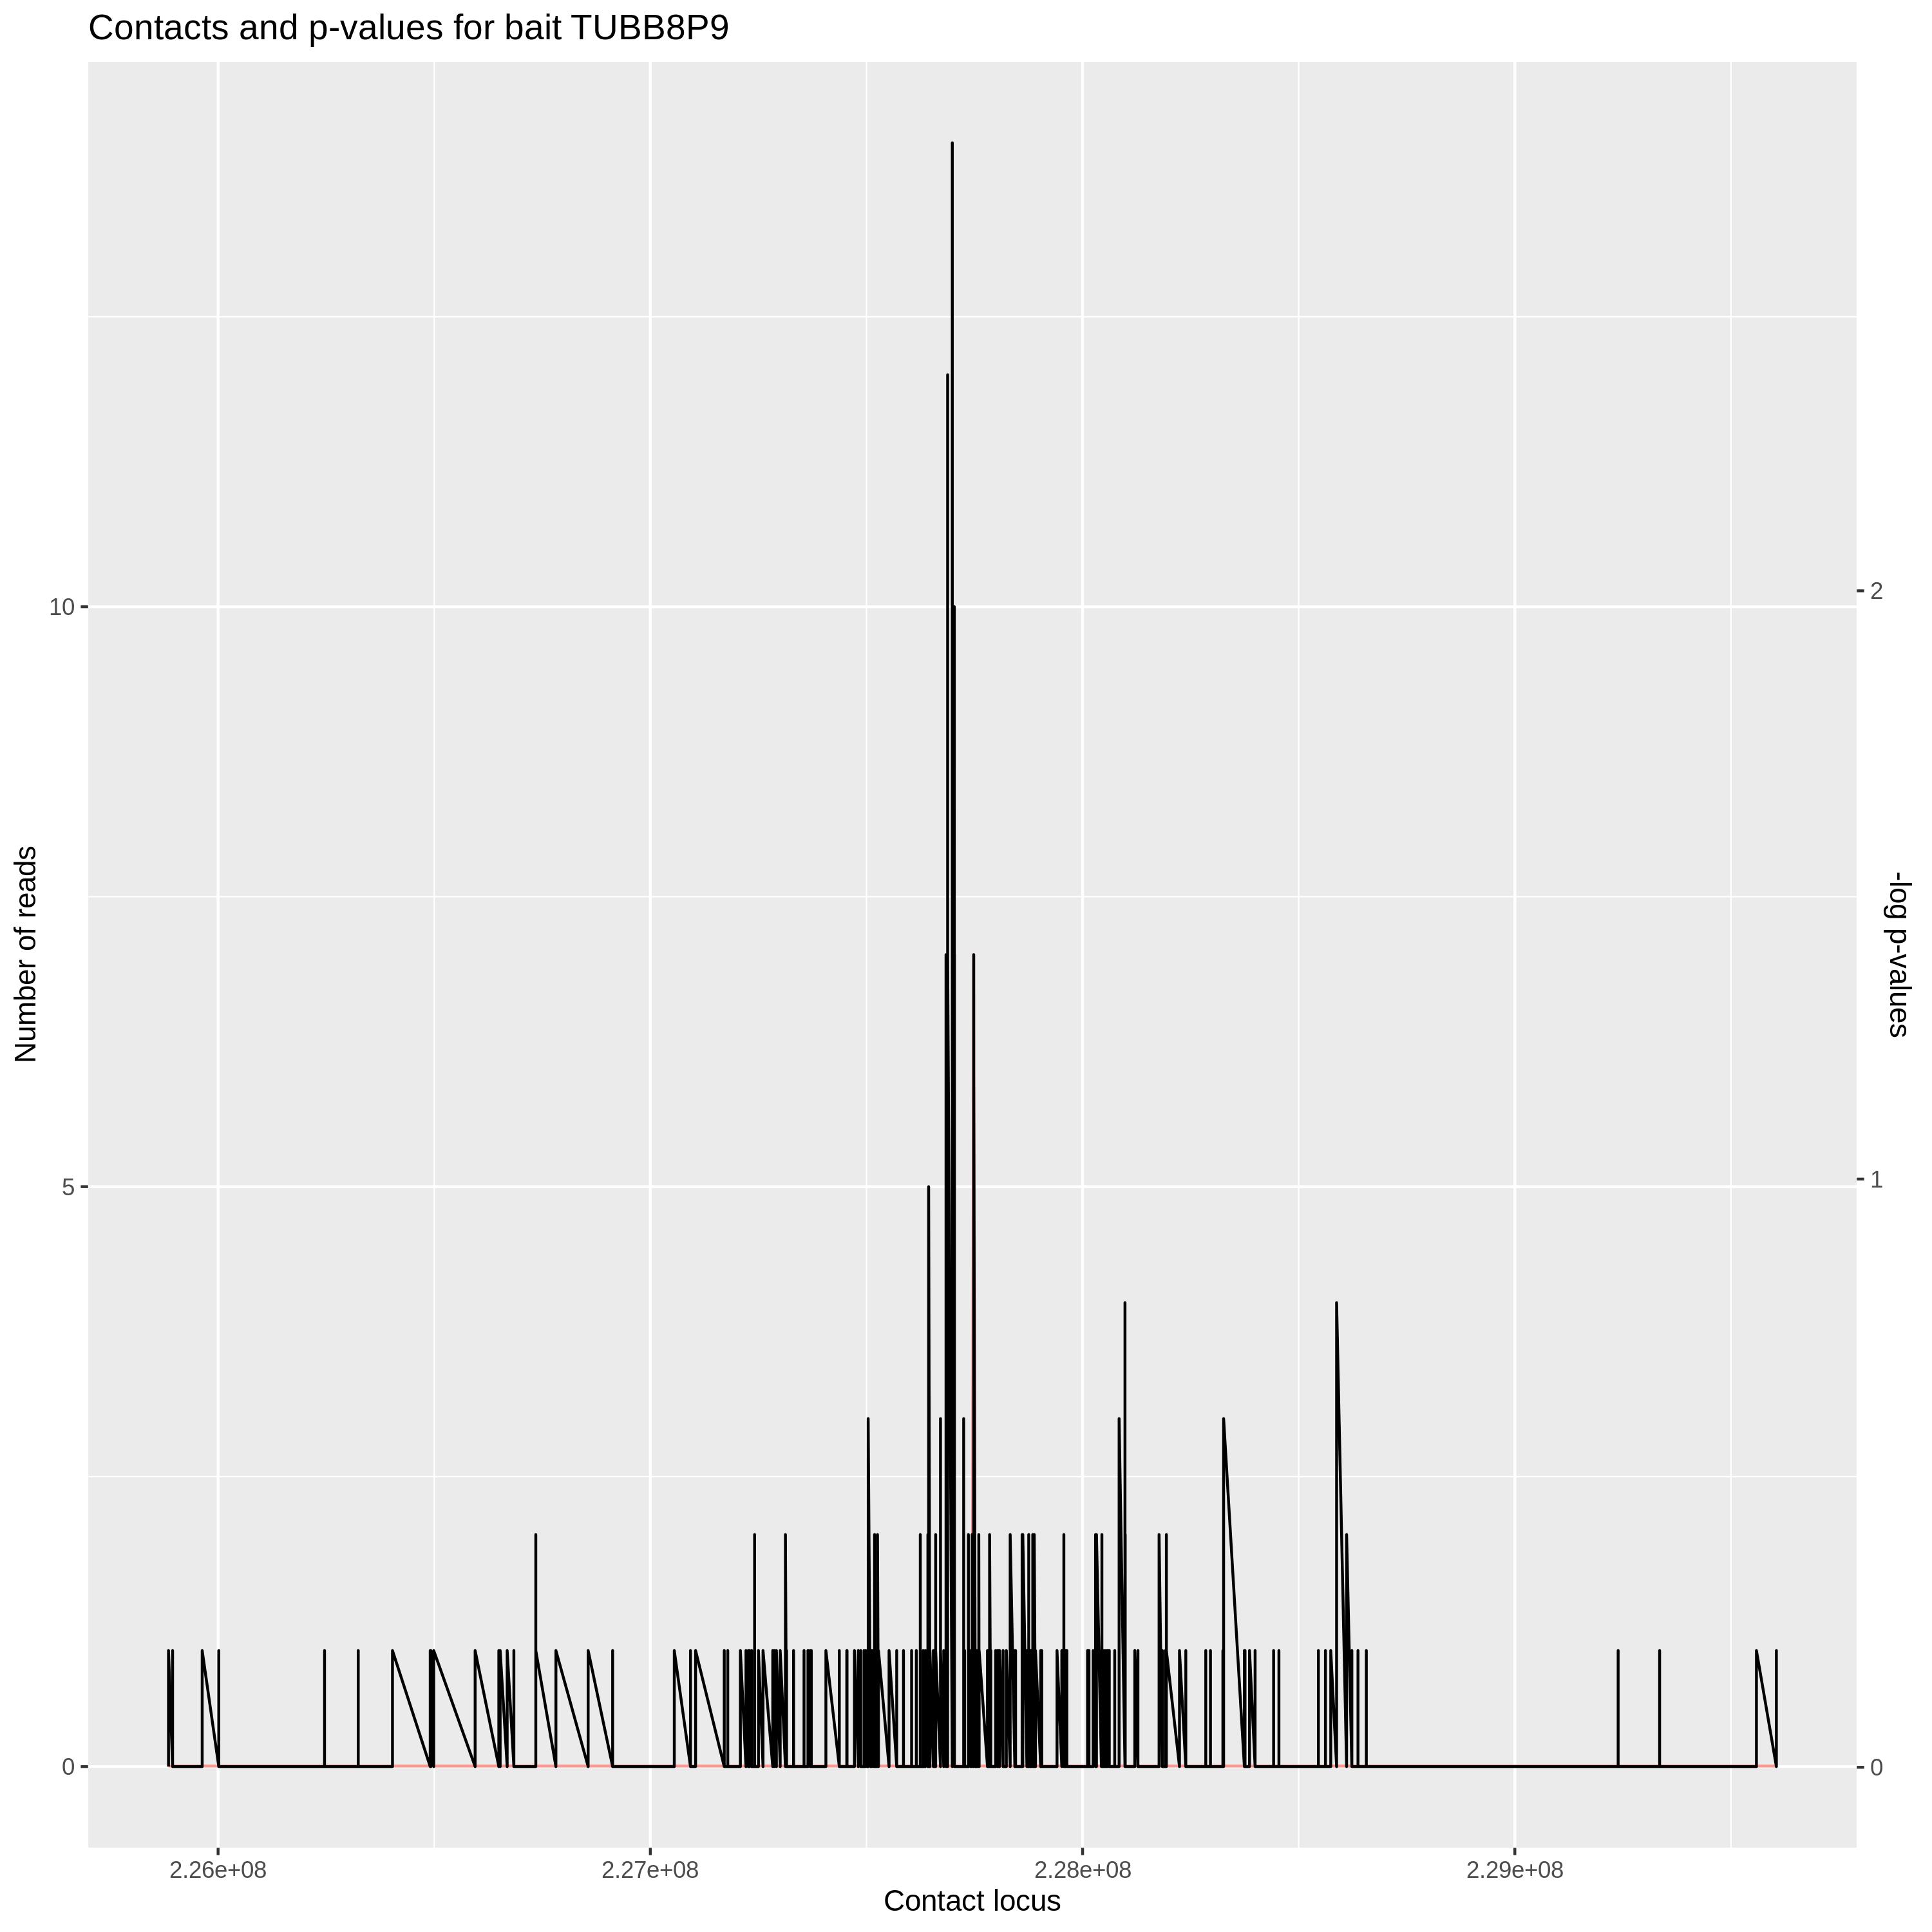 Contacts and p-values for bait TUBB8P9
10
5
0
Number of reads
2
1
0
-log p-values
2.26e+08
2.27e+08
2.28e+08
2.29e+08
Contact locus